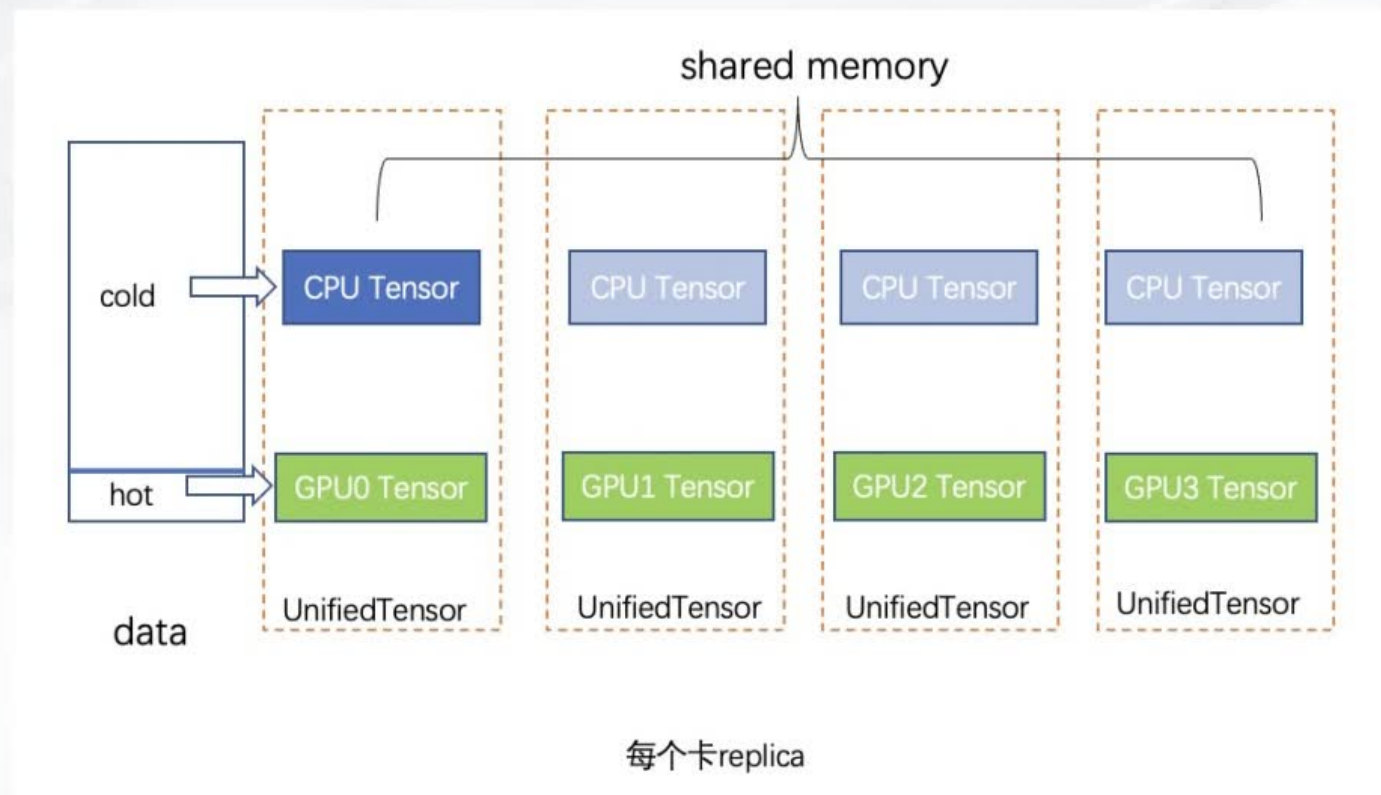 shared memory
cold
CPU Tensor
CPU Tensor
CPU Tensor
CPU Tensor
hot
GPU0 Tensor
GPU1 Tensor
GPU2 Tensor
GPU3 Tensor
data
UnifiedTensor
UnifiedTensor
UnifiedTensor
UnifiedTensor
每个卡replica